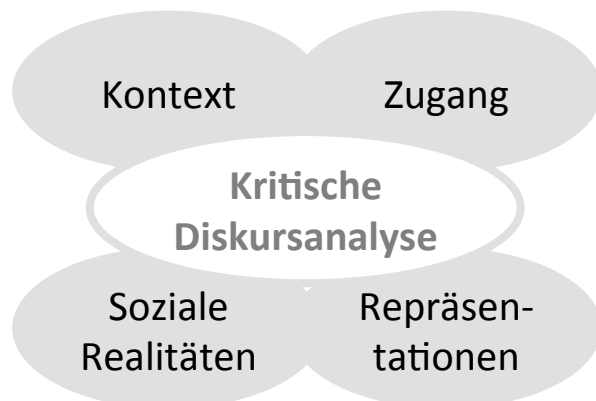 Kontext
Zugang
Kritische
Diskursanalyse
Soziale
Realitäten
Repräsen-
tationen